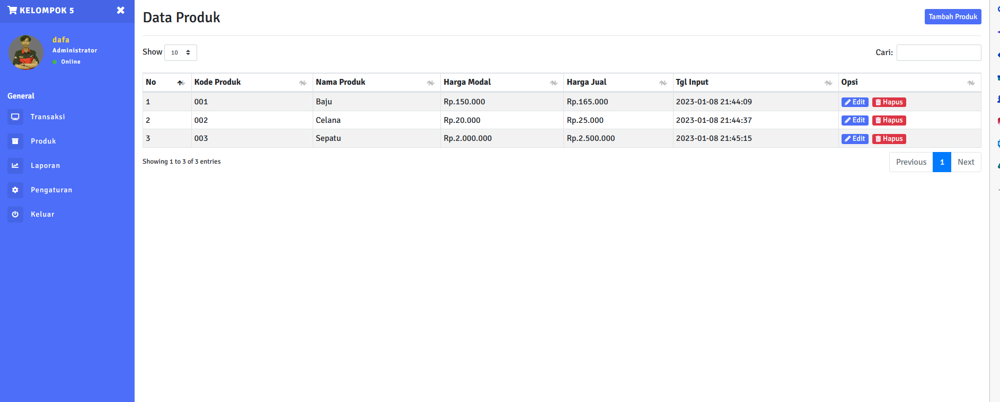 KELOMPOK 5
dafa
Administrator
Online
General
Transaksi
Produk
Laporan
Pengaturan
Keluar
Data Produk
Tambah Produk
Show 10
Cari:
No Kode Produk Nama Produk Harga Modal Harga Jual Tgl Input Opsi
1 001 Baju Rp.150.000 Rp.165.000 2023-01-08 21:44:09 Edit Hapus
2 002 Celana Rp.20.000 Rp.25.000 2023-01-08 21:44:37 Edit Hapus
3 003 Sepatu Rp.2.000.000 Rp.2.500.000 2023-01-08 21:45:15 Edit Hapus
Showing 1 to 3 of 3 entries
Previous 1 Next